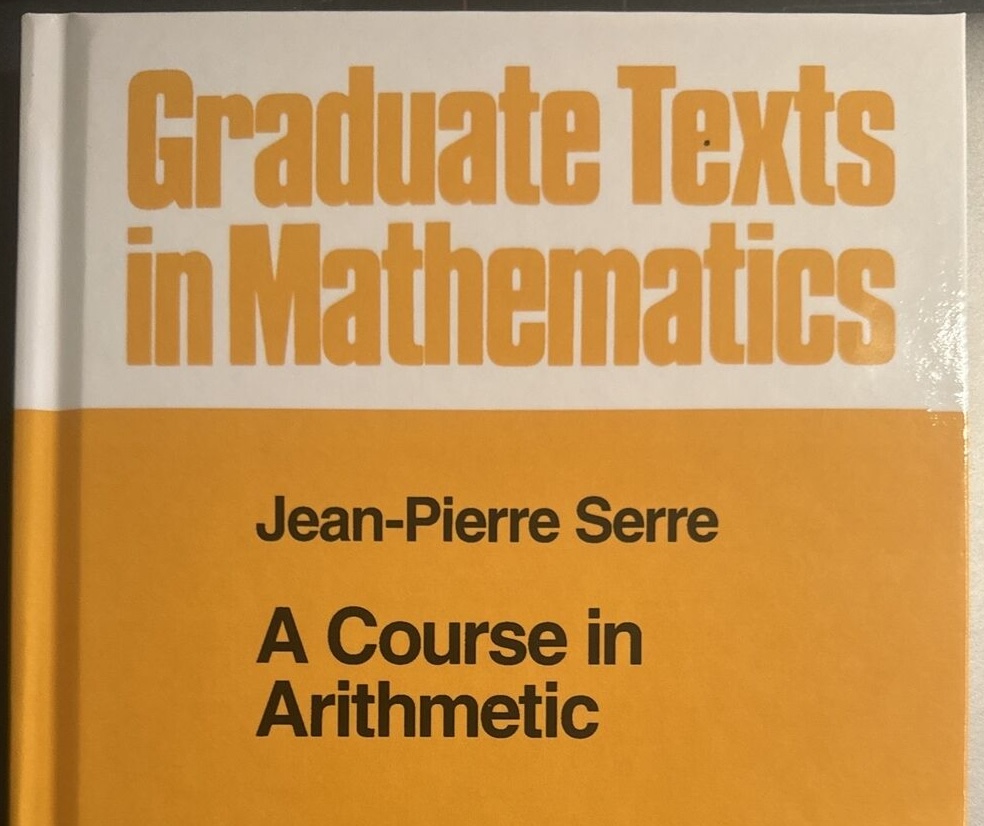 Graduate Texts
in Mathematics
Jean-Pierre Serre
A Course in
Arithmetic